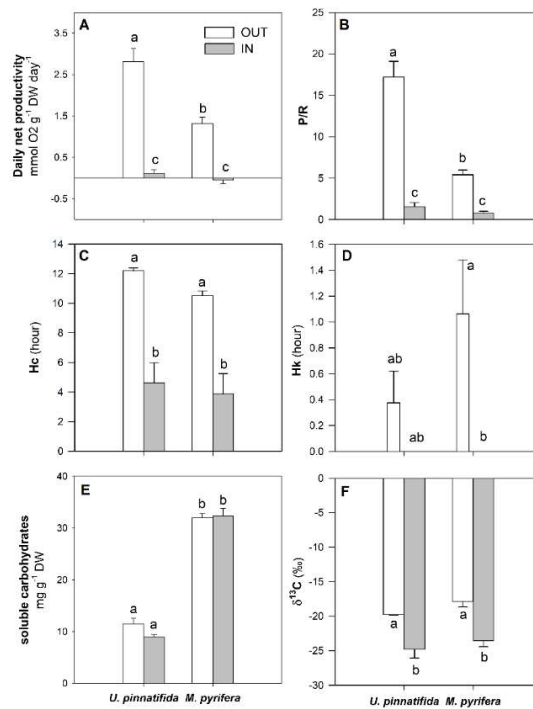 A
OUT
IN
Daily net productivity
mmol O2 g⁻¹ DW day⁻¹
3.5
2.5
1.5
0.5
-0.5
a
b
c
c
B
P/R
25
20
15
10
5
0
a
b
c
c
C
Hc (hour)
14
12
10
8
6
4
2
0
a
a
b
b
D
Hk (hour)
1.6
1.4
1.2
1.0
0.8
0.6
0.4
0.2
0.0
ab
ab
a
b
E
soluble carbohydrates
mg g⁻¹ DW
40
30
20
10
0
a
a
b
b
U. pinnatifida M. pyrifera
F
δ¹³C (‰)
0
-5
-10
-15
-20
-25
-30
a
b
a
b
U. pinnatifida M. pyrifera